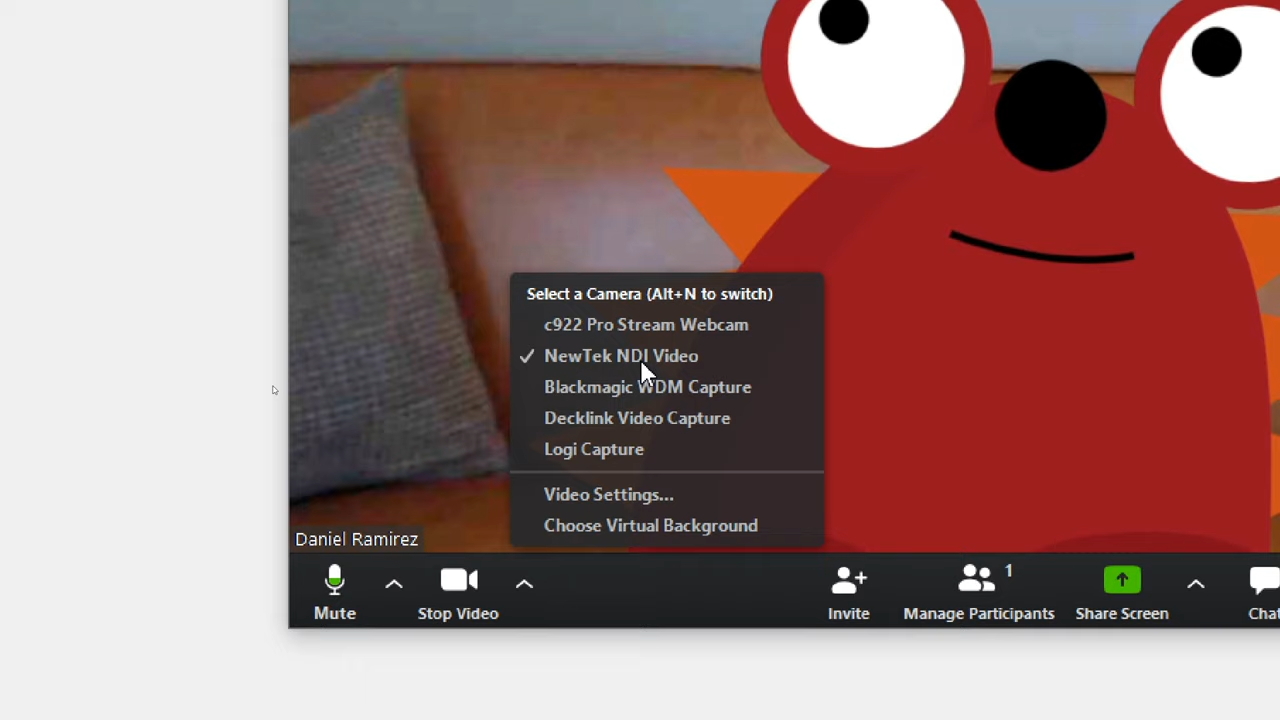 Select a Camera (Alt+N to switch)
c922 Pro Stream Webcam
NewTek NDI Video
Blackmagic WDM Capture
Decklink Video Capture
Logi Capture
Video Settings...
Choose Virtual Background
Daniel Ramirez
1
Mute
Stop Video
Invite
Manage Participants
Share Screen
Chat